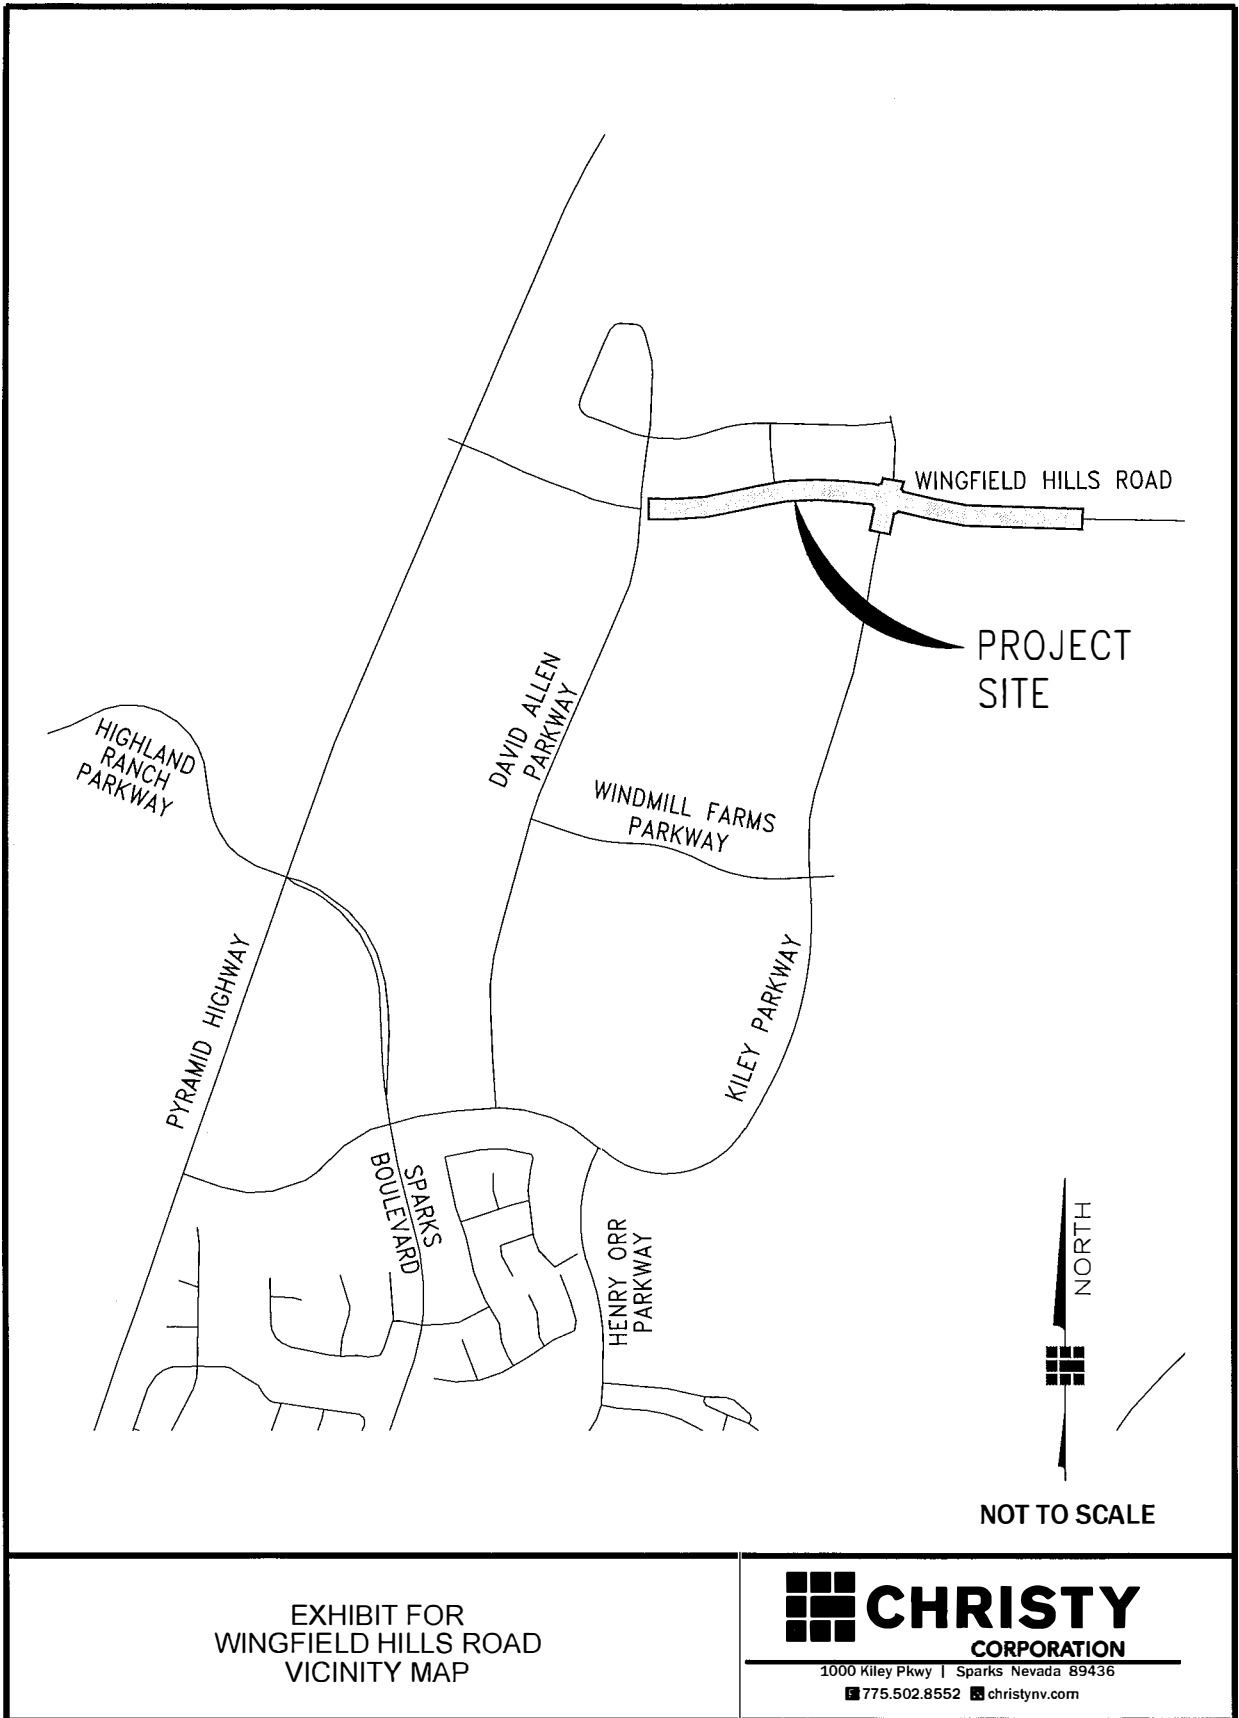 WINGFIELD HILLS ROAD
PROJECT
SITE
DAVID ALLEN
PARKWAY
HIGHLAND
RANCH
PARKWAY
WINDMILL FARMS
PARKWAY
PYRAMID HIGHWAY
KILEY PARKWAY
SPARKS
BOULEVARD
HENRY ORR
PARKWAY
NORTH
NOT TO SCALE
EXHIBIT FOR
WINGFIELD HILLS ROAD
VICINITY MAP
CHRISTY
CORPORATION
1000 Kiley Pkwy | Sparks Nevada 89436
775.502.8552 christynv.com